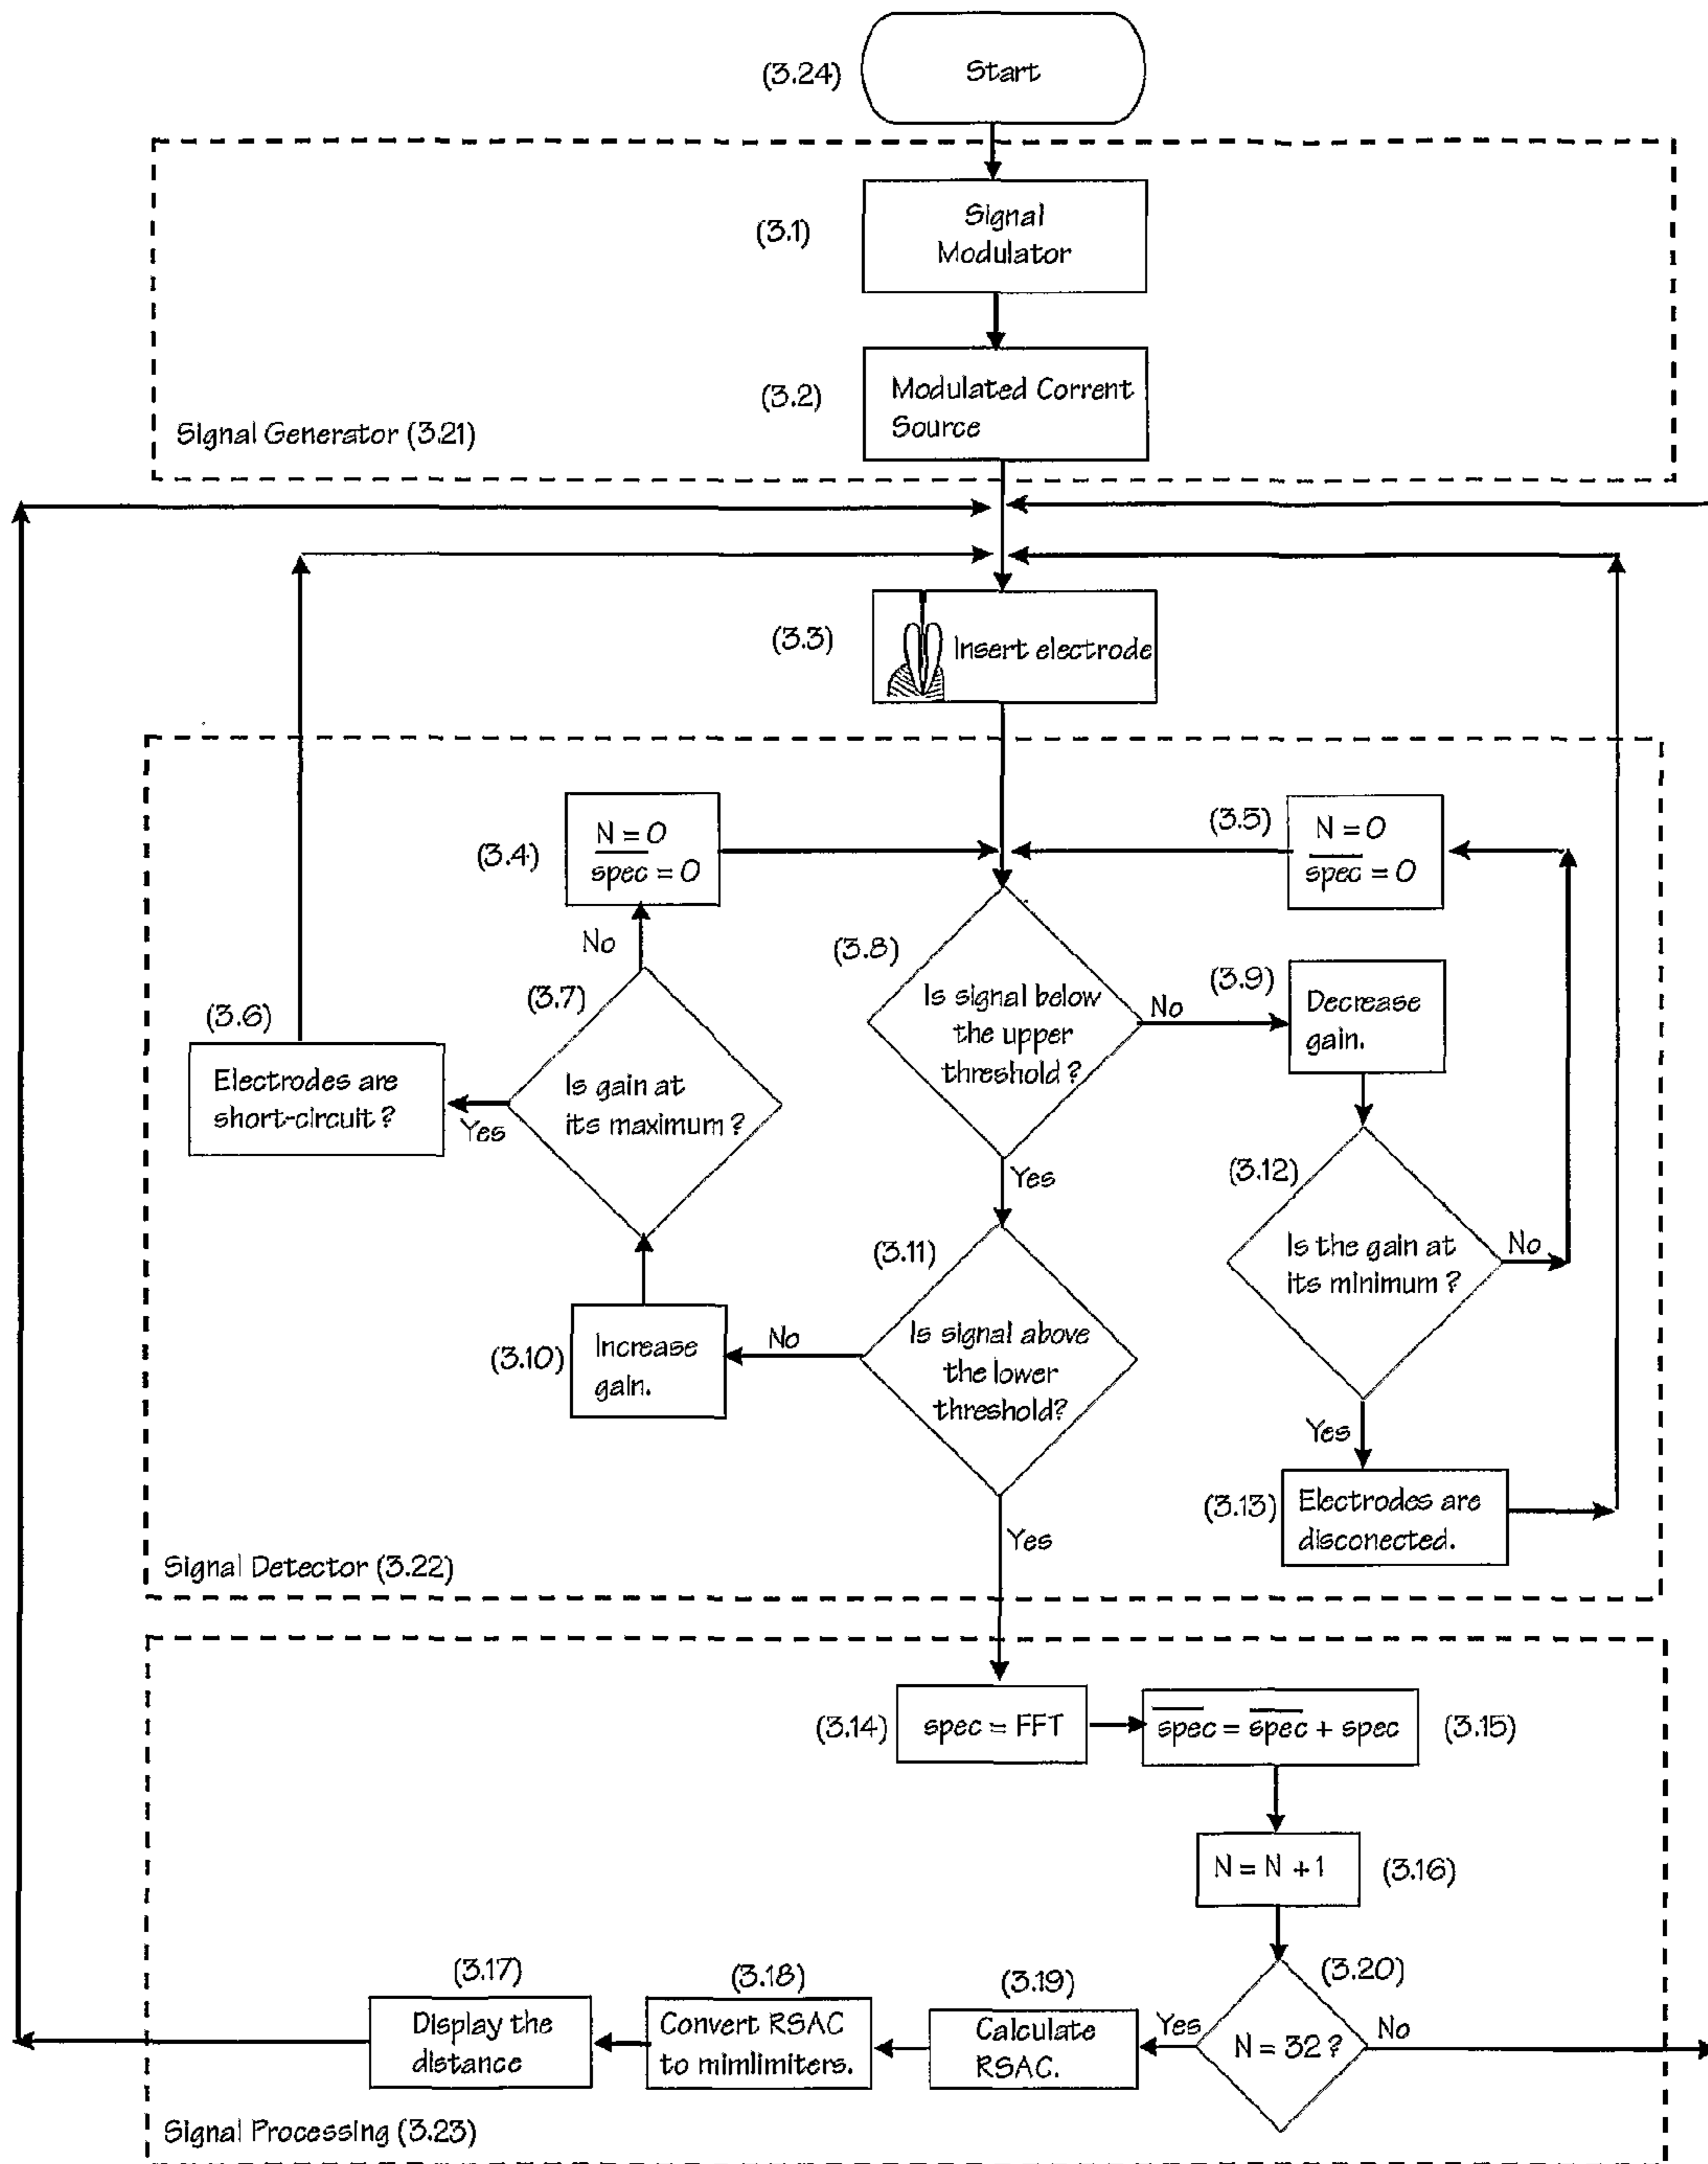 (3.24)
Start
(3.1)
Signal
Modulator
(3.2)
Modulated Corrent
Source
Signal Generator (3.21)
(3.3)
Insert electrode
(3.4)
N = 0
s̅p̅e̅c̅ = 0
(3.5)
N = 0
s̅p̅e̅c̅ = 0
No
(3.7)
Is gain at
its maximum ?
Yes
(3.6)
Electrodes are
short-circuit ?
(3.8)
Is signal below
the upper
threshold ?
No
(3.9)
Decrease
gain.
Yes
(3.12)
Is the gain at
its minimum ?
No
(3.11)
Is signal above
the lower
threshold?
No
(3.10)
Increase
gain.
Yes
(3.13)
Electrodes are
disconected.
Yes
Signal Detector (3.22)
(3.14)
spec = FFT
s̅p̅e̅c̅ = s̅p̅e̅c̅ + spec
(3.15)
N = N + 1
(3.16)
(3.20)
N = 32 ?
No
Yes
(3.19)
Calculate
RSAC.
(3.18)
Convert RSAC
to mimlimiters.
(3.17)
Display the
distance
Signal Processing (3.23)